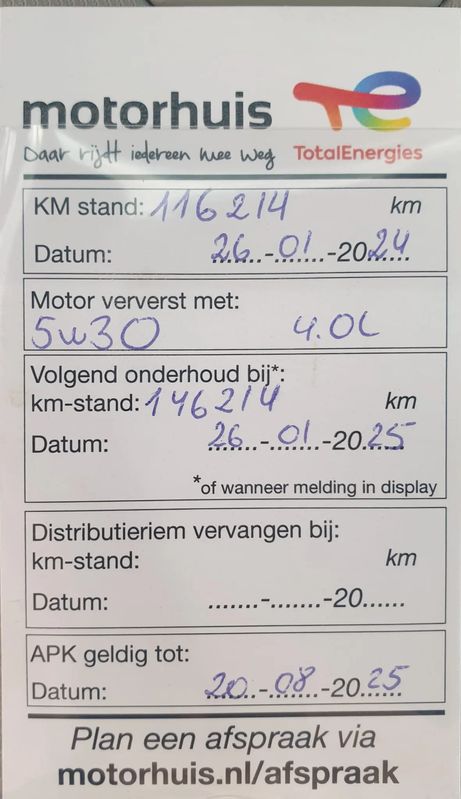 motorhuis
Daar rijdt iedereen mee weg
TotalEnergies
KM stand: 116214 km
Datum: 26-01-2024
Motor ververst met:
5w30 4.0L
Volgend onderhoud bij*:
km-stand: 146214 km
Datum: 26-01-2025
*of wanneer melding in display
Distributieriem vervangen bij:
km-stand: km
Datum: .......-.......-20......
APK geldig tot:
Datum: 20-08-2025
Plan een afspraak via
motorhuis.nl/afspraak